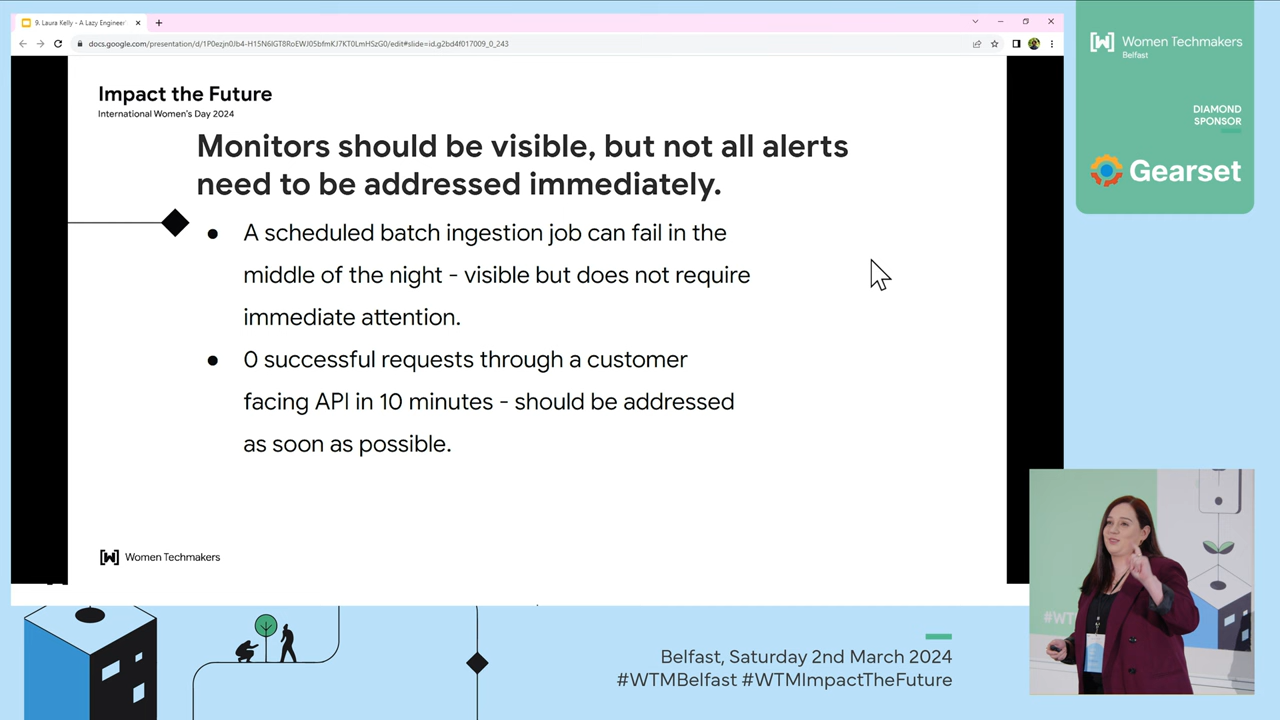 9. Laura Kelly - A Lazy Engineer'
docs.google.com/presentation/d/1P0ezjn0Jb4-H15N6IGT8RoEWJ05bfmKJ7KT0LmHSzG0/edit#slide=id.g2bd4f017009_0_243
Impact the Future
International Women's Day 2024
Monitors should be visible, but not all alerts
need to be addressed immediately.
● A scheduled batch ingestion job can fail in the
middle of the night - visible but does not require
immediate attention.
● 0 successful requests through a customer
facing API in 10 minutes - should be addressed
as soon as possible.
[W] Women Techmakers
[W] Women Techmakers
Belfast
DIAMOND
SPONSOR
Gearset
#WT
Belfast, Saturday 2nd March 2024
#WTMBelfast #WTMImpactTheFuture